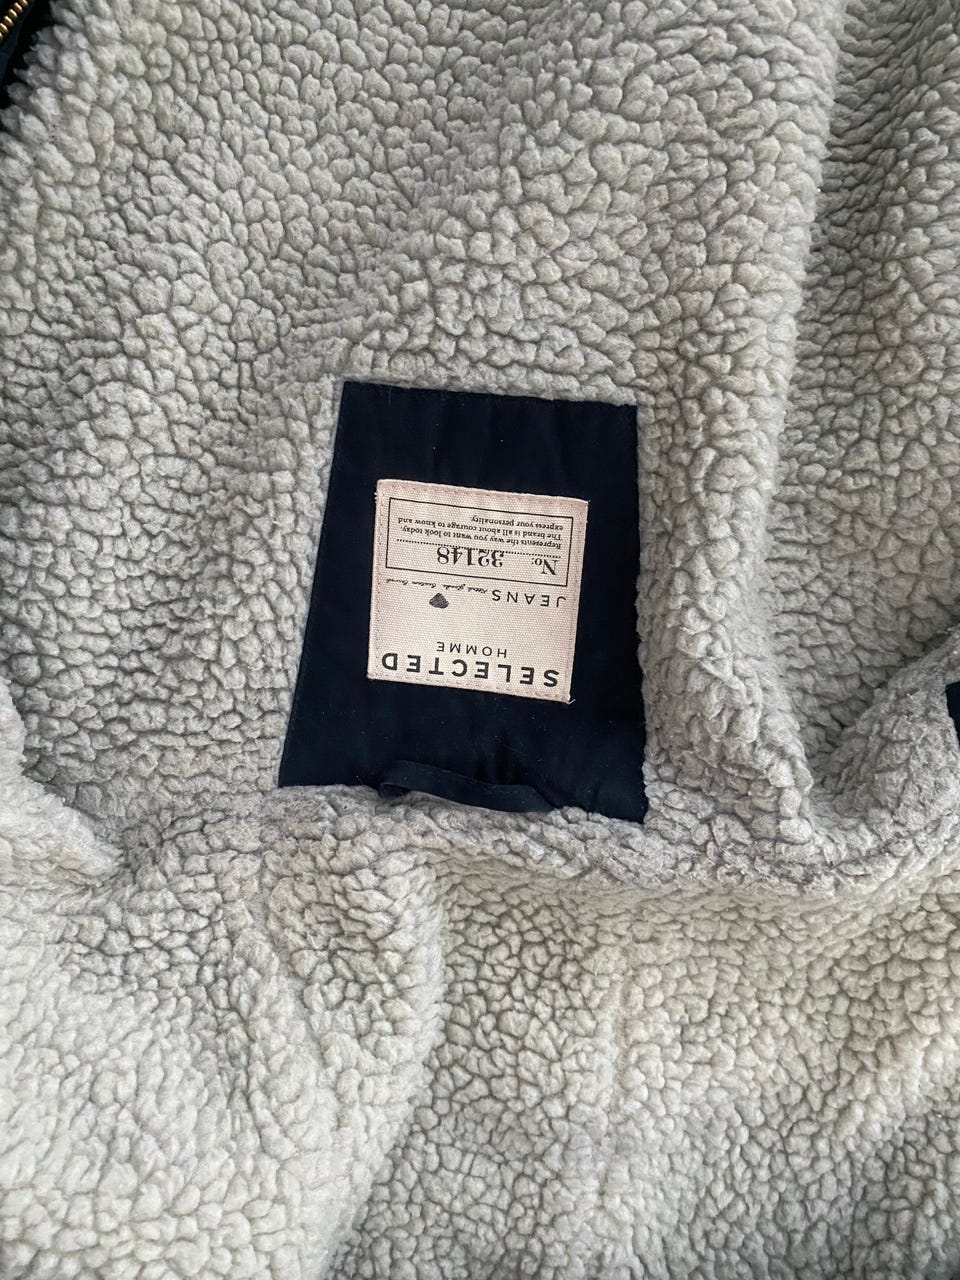 SELECTED
HOMME
JEANS
No: 32148
Represents the way you want to look today.
The brand is all about courage to know and
express your personality.